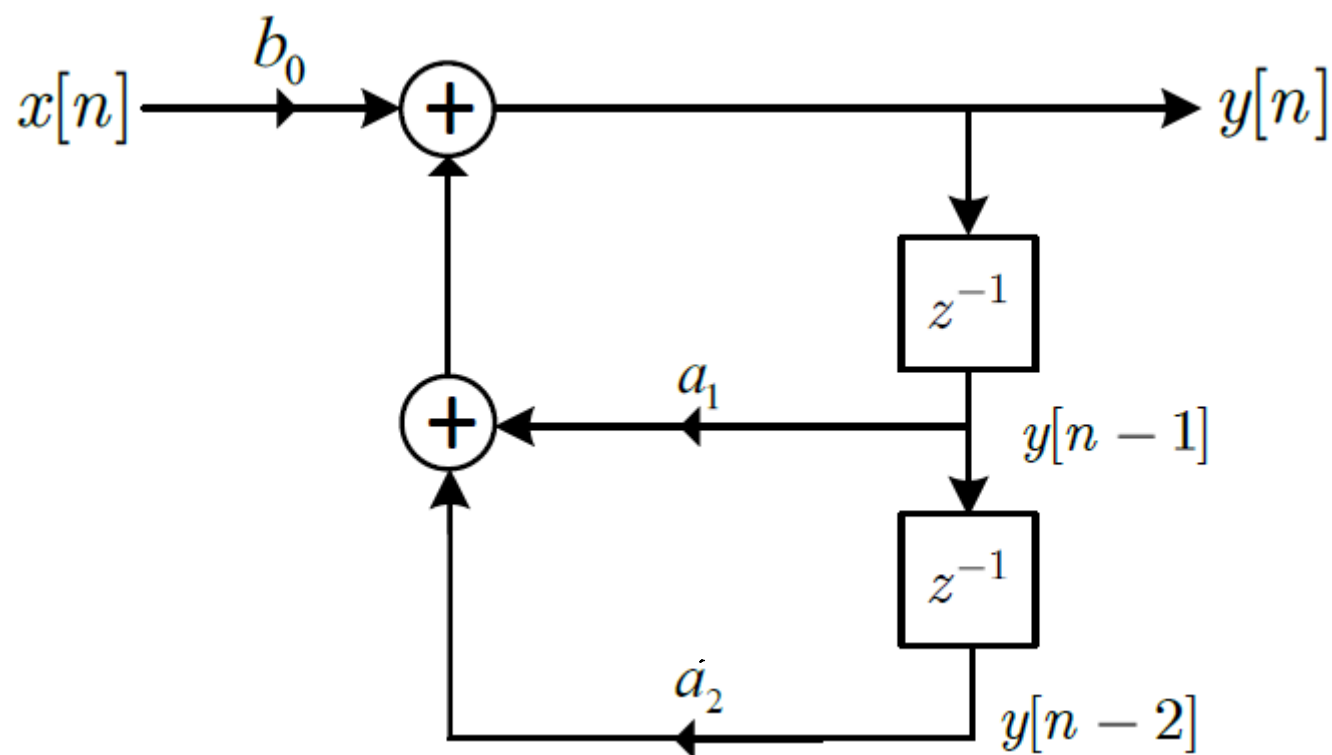 b₀
x[n] + y[n]
z⁻¹
a₁
+ y[n − 1]
z⁻¹
a₂
y[n − 2]